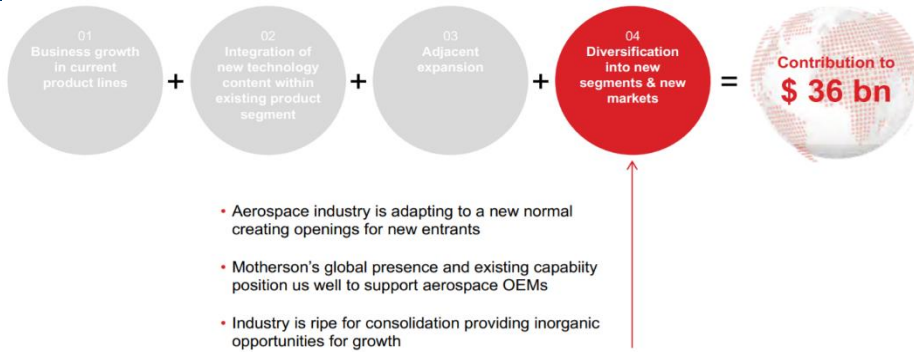 01
Business growth
in current
product lines
+
02
Integration of
new technology
content within
existing product
segment
+
03
Adjacent
expansion
+
04
Diversification
into new
segments & new
markets
=
Contribution to
$ 36 bn
• Aerospace industry is adapting to a new normal
creating openings for new entrants
• Motherson's global presence and existing capabiity
position us well to support aerospace OEMs
• Industry is ripe for consolidation providing inorganic
opportunities for growth